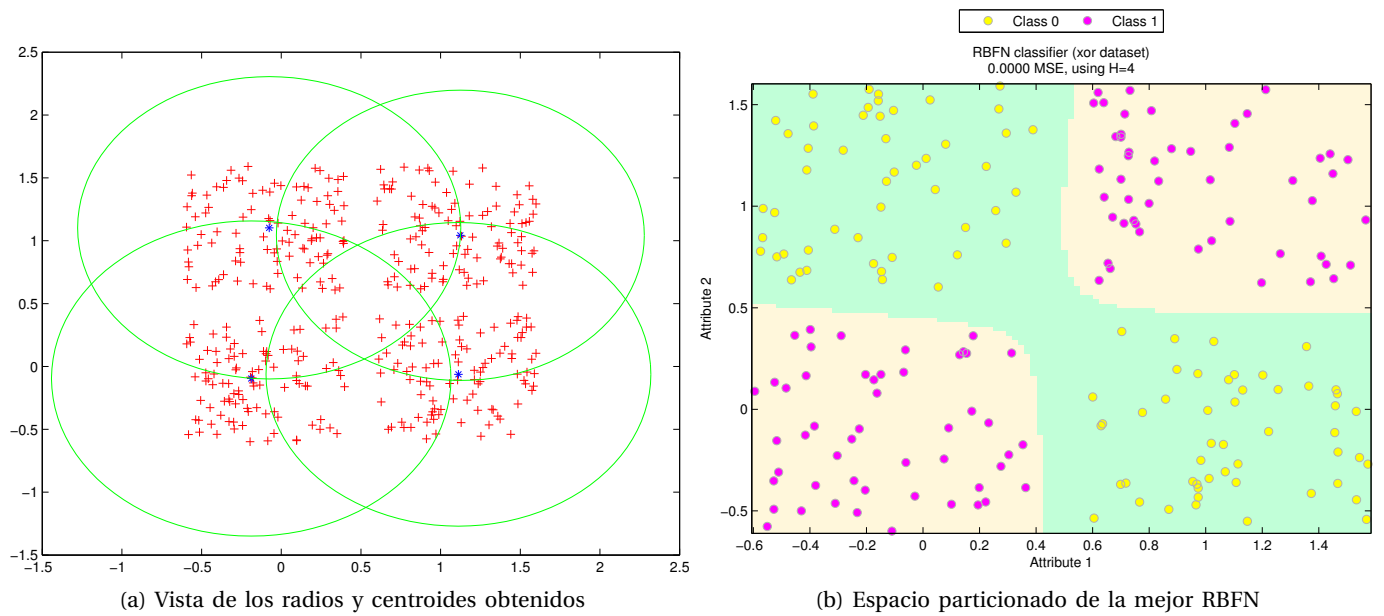 Class 0 Class 1
RBFN classifier (xor dataset)
0.0000 MSE, using H=4
2.5
2
1.5
1
0.5
0
−0.5
−1
−1.5
−1.5 −1 −0.5 0 0.5 1 1.5 2 2.5
(a) Vista de los radios y centroides obtenidos
Attribute 2
1.5
1
0.5
0
−0.5
−0.6 −0.4 −0.2 0 0.2 0.4 0.6 0.8 1 1.2 1.4
Attribute 1
(b) Espacio particionado de la mejor RBFN